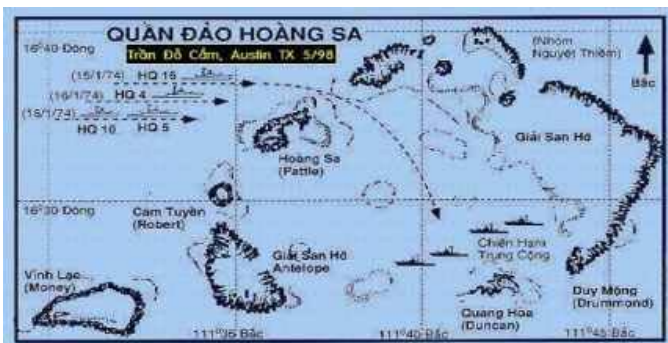 QUẦN ĐẢO HOÀNG SA
Trần Đỗ Cẩm, Austin TX 5/98
16°40 Đông
(Nhóm
Nguyệt Thiềm)
Bắc
(15/1/74) HQ 16
(16/1/74) HQ 4
HQ 10 HQ 5
Giải San Hô
Hoàng Sa
(Pattle)
16°30 Đông
Cam Tuyền
(Robert)
Chiến Hạm
Trung Cộng
Giải San Hô
Antelope
Vĩnh Lạc
(Money)
Duy Mộng
(Drummond)
Quang Hòa
(Duncan)
111°35 Bắc
111°40 Bắc
111°45 Bắc